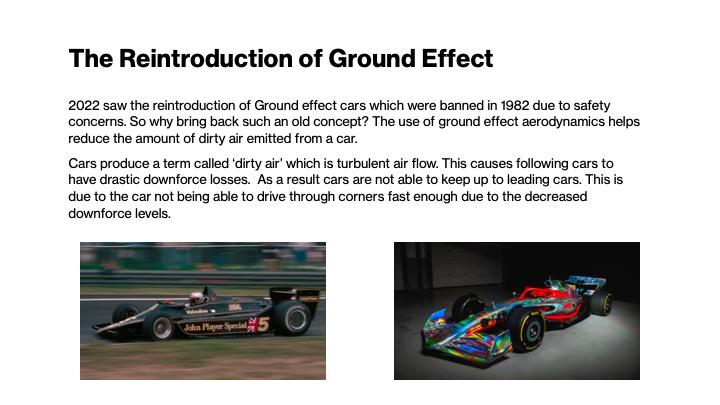 The Reintroduction of Ground Effect
2022 saw the reintroduction of Ground effect cars which were banned in 1982 due to safety
concerns. So why bring back such an old concept? The use of ground effect aerodynamics helps
reduce the amount of dirty air emitted from a car.
Cars produce a term called ‘dirty air’ which is turbulent air flow. This causes following cars to
have drastic downforce losses.  As a result cars are not able to keep up to leading cars. This is
due to the car not being able to drive through corners fast enough due to the decreased
downforce levels.
John Player Special 5